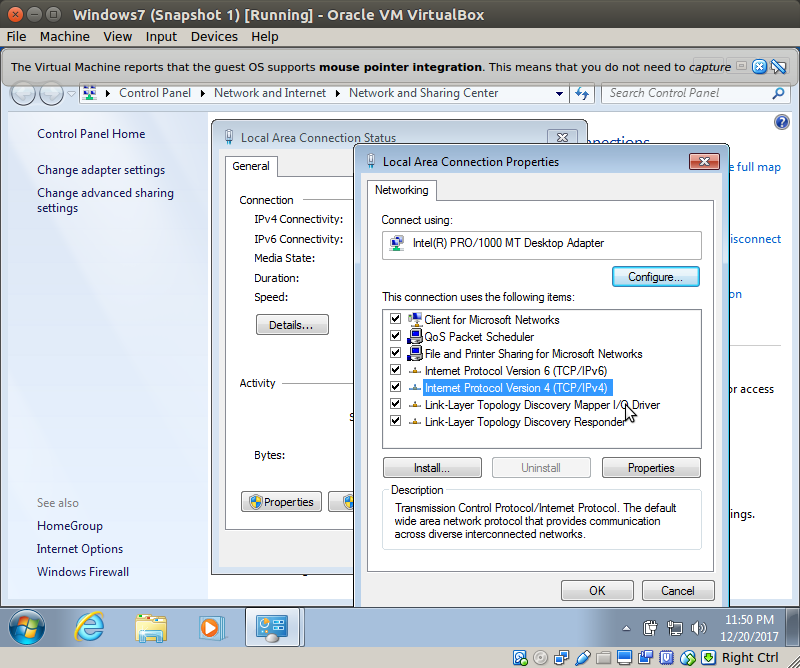 Windows7 (Snapshot 1) [Running] - Oracle VM VirtualBox
File Machine View Input Devices Help
The Virtual Machine reports that the guest OS supports mouse pointer integration. This means that you do not need to capture
Control Panel Network and Internet Network and Sharing Center Search Control Panel
Control Panel Home
Change adapter settings
Change advanced sharing
settings
See also
HomeGroup
Internet Options
Windows Firewall
Local Area Connection Status
General
Connection
IPv4 Connectivity:
IPv6 Connectivity:
Media State:
Duration:
Speed:
Details...
Activity
Bytes:
Properties
Local Area Connection Properties
Networking
Connect using:
Intel(R) PRO/1000 MT Desktop Adapter
Configure...
This connection uses the following items:
Client for Microsoft Networks
QoS Packet Scheduler
File and Printer Sharing for Microsoft Networks
Internet Protocol Version 6 (TCP/IPv6)
Internet Protocol Version 4 (TCP/IPv4)
Link-Layer Topology Discovery Mapper I/O Driver
Link-Layer Topology Discovery Responder
Install... Uninstall Properties
Description
Transmission Control Protocol/Internet Protocol. The default
wide area network protocol that provides communication
across diverse interconnected networks.
OK Cancel
e full map
or access
11:50 PM
12/20/2017
Right Ctrl